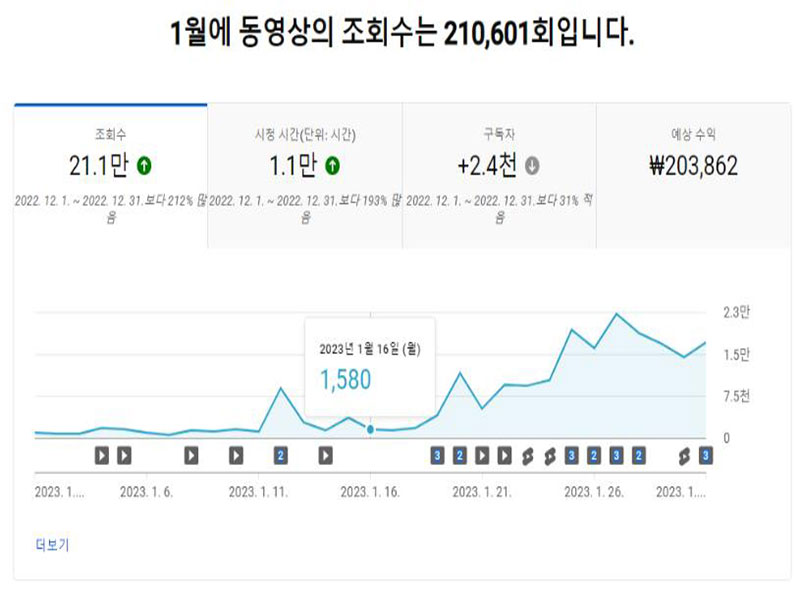 1월에 동영상의 조회수는 210,601회입니다.
조회수
21.1만
2022. 12. 1. ~ 2022. 12. 31.보다 212% 많
음
시청 시간(단위: 시간)
1.1만
2022. 12. 1. ~ 2022. 12. 31.보다 193% 많
음
구독자
+2.4천
2022. 12. 1. ~ 2022. 12. 31.보다 31% 적
음
예상 수익
₩203,862
2.3만
1.5만
7.5천
0
2023년 1월 16일 (월)
1,580
2 3 2 3 2 3 2 3
2023. 1.... 2023. 1. 6. 2023. 1. 11. 2023. 1. 16. 2023. 1. 21. 2023. 1. 26. 2023. 1....
더보기